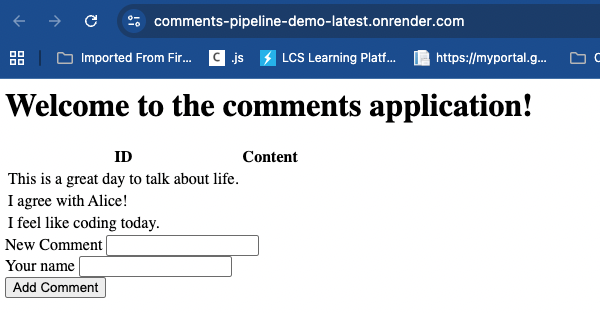 comments-pipeline-demo-latest.onrender.com
Imported From Fir... C .js LCS Learning Platf... https://myportal.g... C
Welcome to the comments application!
ID Content
This is a great day to talk about life.
I agree with Alice!
I feel like coding today.
New Comment
Your name
Add Comment